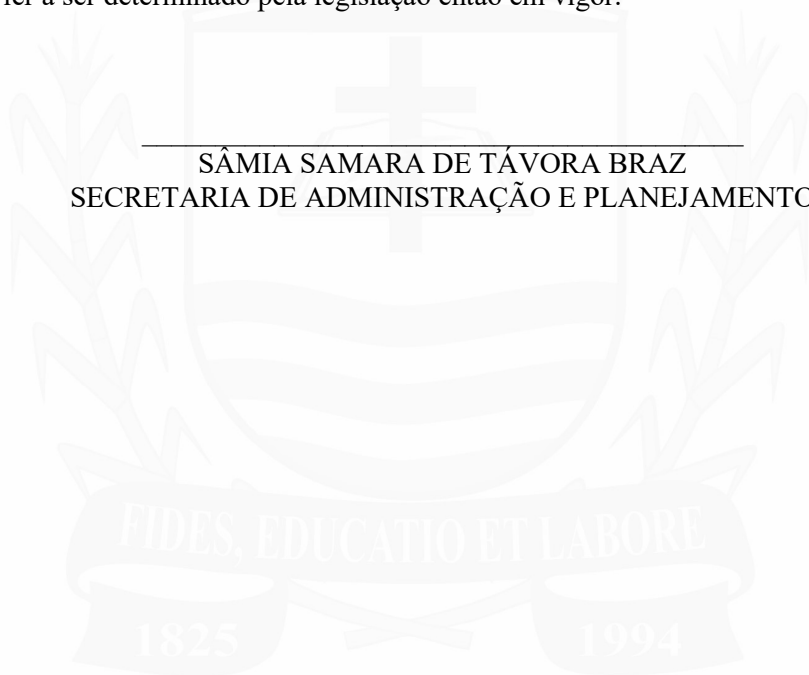 a ser determinado pela legislação então em vigor.
SÂMIA SAMARA DE TÁVORA BRAZ
SECRETARIA DE ADMINISTRAÇÃO E PLANEJAMENTO
FIDES, EDUCATIO ET LABORE
1825 1994